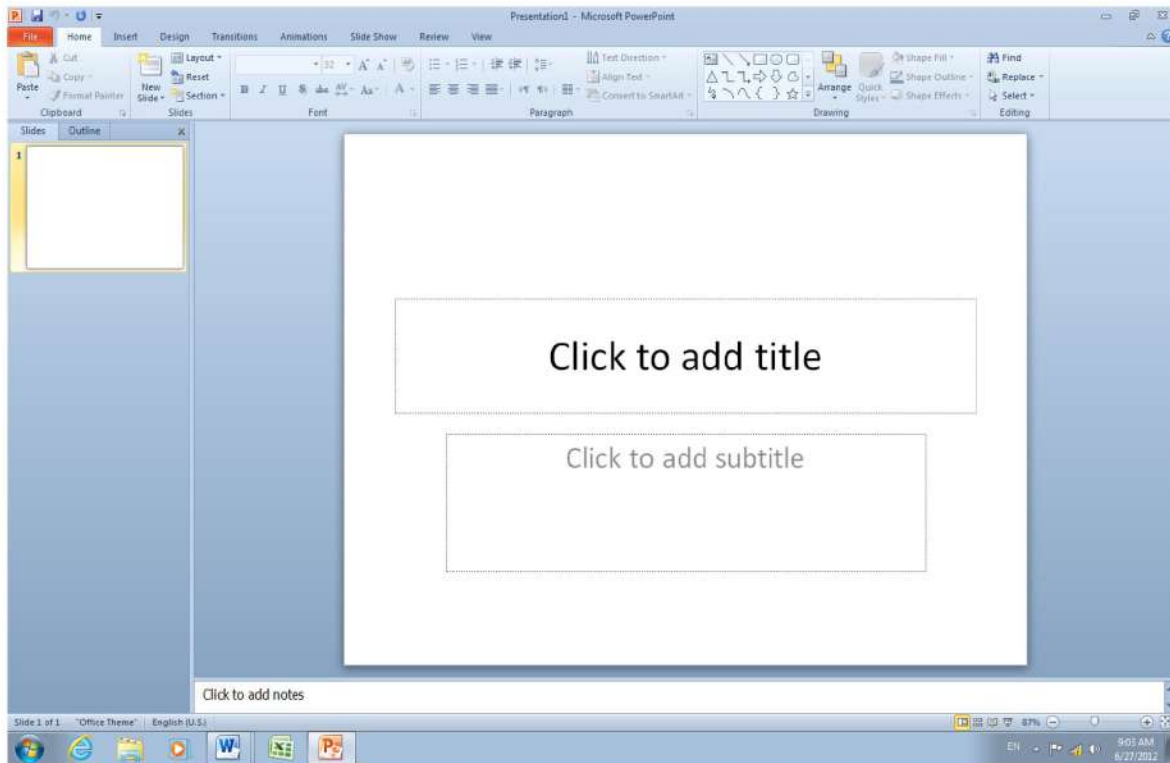 Presentation1 - Microsoft PowerPoint
File Home Insert Design Transitions Animations Slide Show Review View
Cut
Copy
Format Painter
Paste
Clipboard
New Slide
Layout
Reset
Section
Slides
32
Font
Text Direction
Align Text
Convert to SmartArt
Paragraph
Arrange
Quick Styles
Shape Fill
Shape Outline
Shape Effects
Drawing
Find
Replace
Select
Editing
Slides Outline
1
Click to add title
Click to add subtitle
Click to add notes
Slide 1 of 1 "Office Theme" English (U.S.) 87%
EN 9:03 AM
6/27/2012